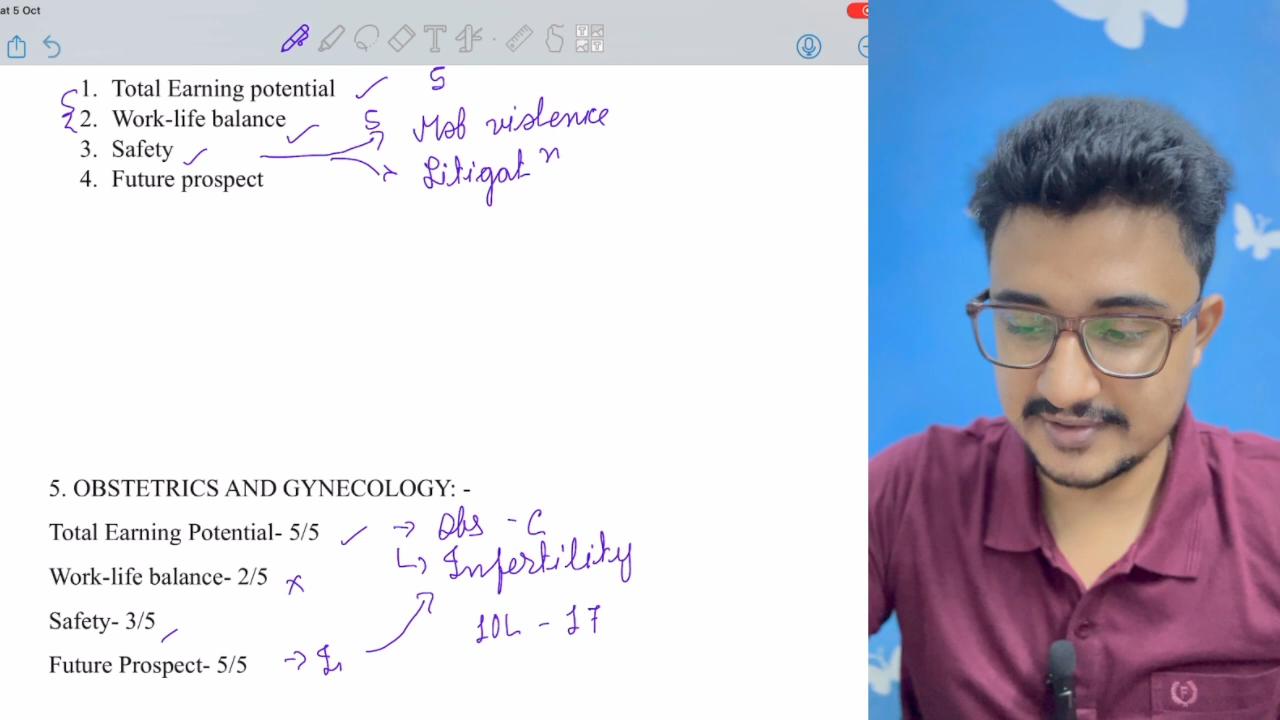 at 5 Oct
1. Total Earning potential ✓ 5
2. Work-life balance ✓ 5 Mob violence
3. Safety ✓ Litigatⁿ
4. Future prospect
5. OBSTETRICS AND GYNECOLOGY: -
Total Earning Potential- 5/5 ✓ → Obs - C
Work-life balance- 2/5 x ↳ Infertility
Safety- 3/5 10L - 17
Future Prospect- 5/5 →
F